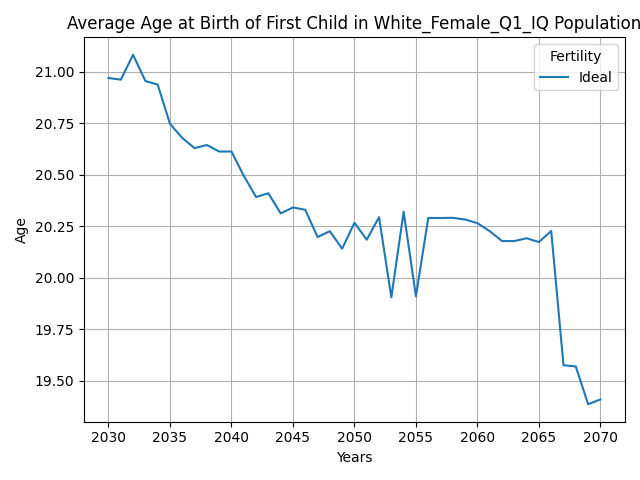 Average Age at Birth of First Child in White_Female_Q1_IQ Population
Fertility
Ideal
21.00
20.75
20.50
20.25
20.00
19.75
19.50
Age
2030 2035 2040 2045 2050 2055 2060 2065 2070
Years